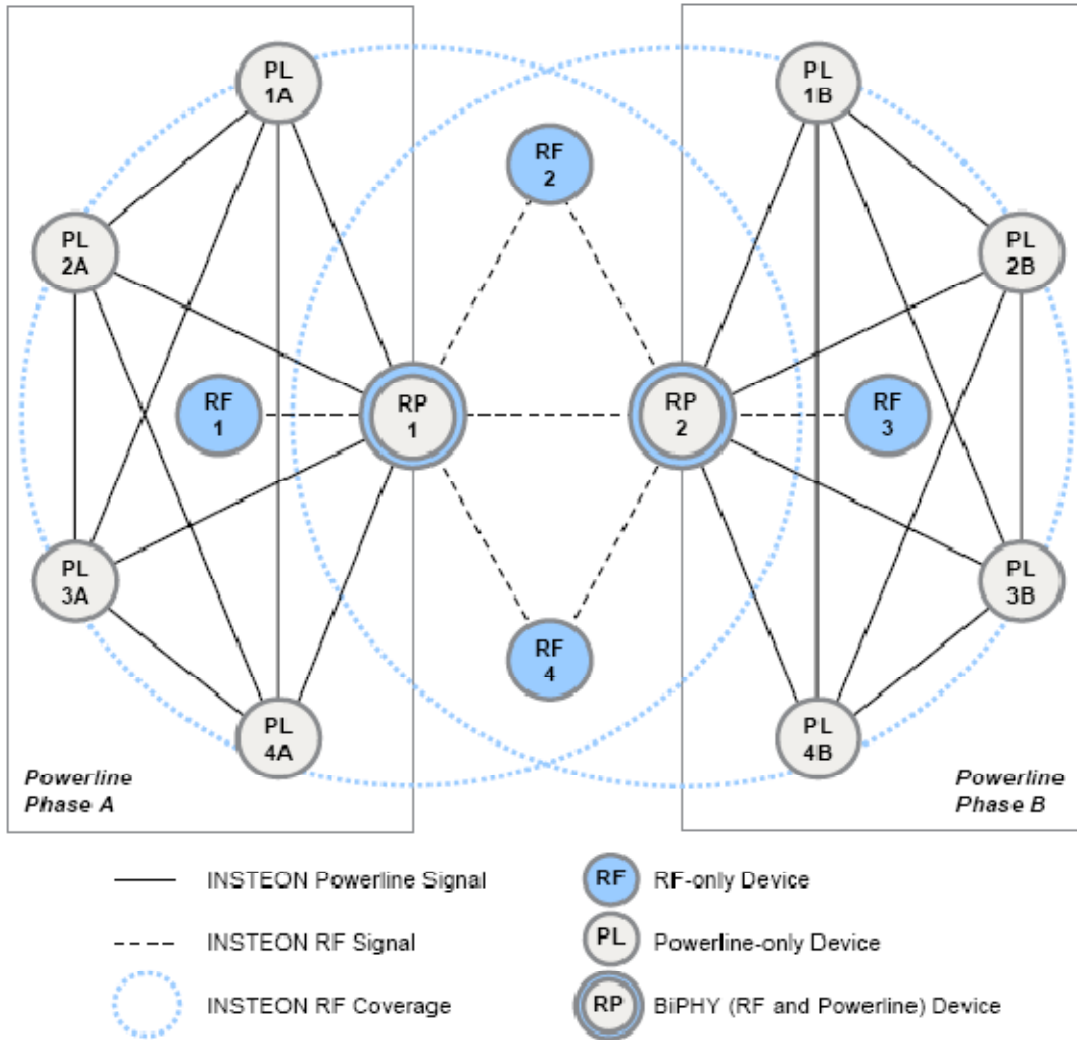 PL
1A
PL
1B
RF
2
PL
2A
PL
2B
RF
1
RP
1
RP
2
RF
3
PL
3A
PL
3B
RF
4
PL
4A
PL
4B
Powerline
Phase A
Powerline
Phase B
INSTEON Powerline Signal
RF
RF-only Device
INSTEON RF Signal
PL
Powerline-only Device
INSTEON RF Coverage
RP
BiPHY (RF and Powerline) Device